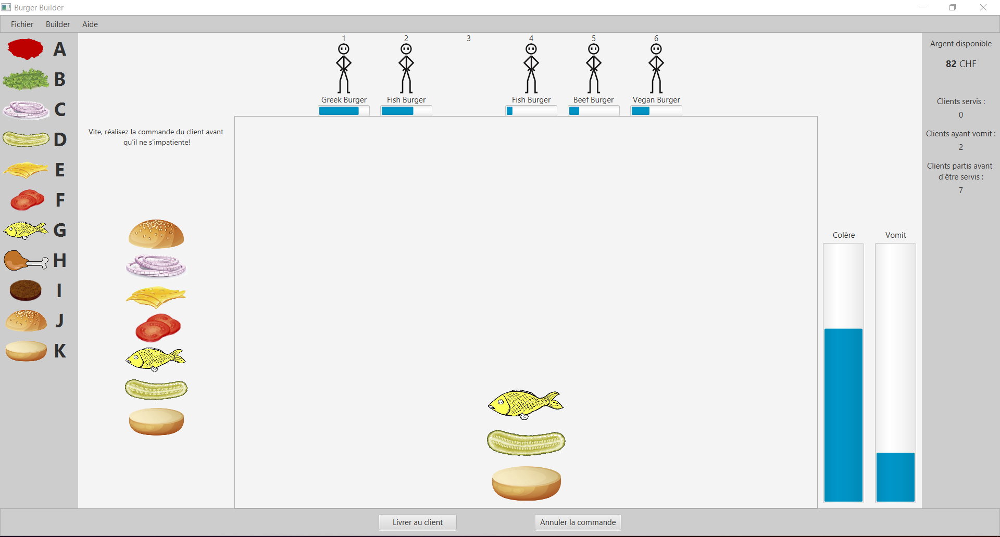 Burger Builder
Fichier Builder Aide
A
B
C
D
E
F
G
H
I
J
K
1 2 3 4 5 6
Greek Burger Fish Burger Fish Burger Beef Burger Vegan Burger
Vite, réalisez la commande du client avant
qu'il ne s'impatiente!
Colère Vomit
Argent disponible
82 CHF
Clients servis :
0
Clients ayant vomit :
2
Clients partis avant
d'être servis :
7
Livrer au client Annuler la commande